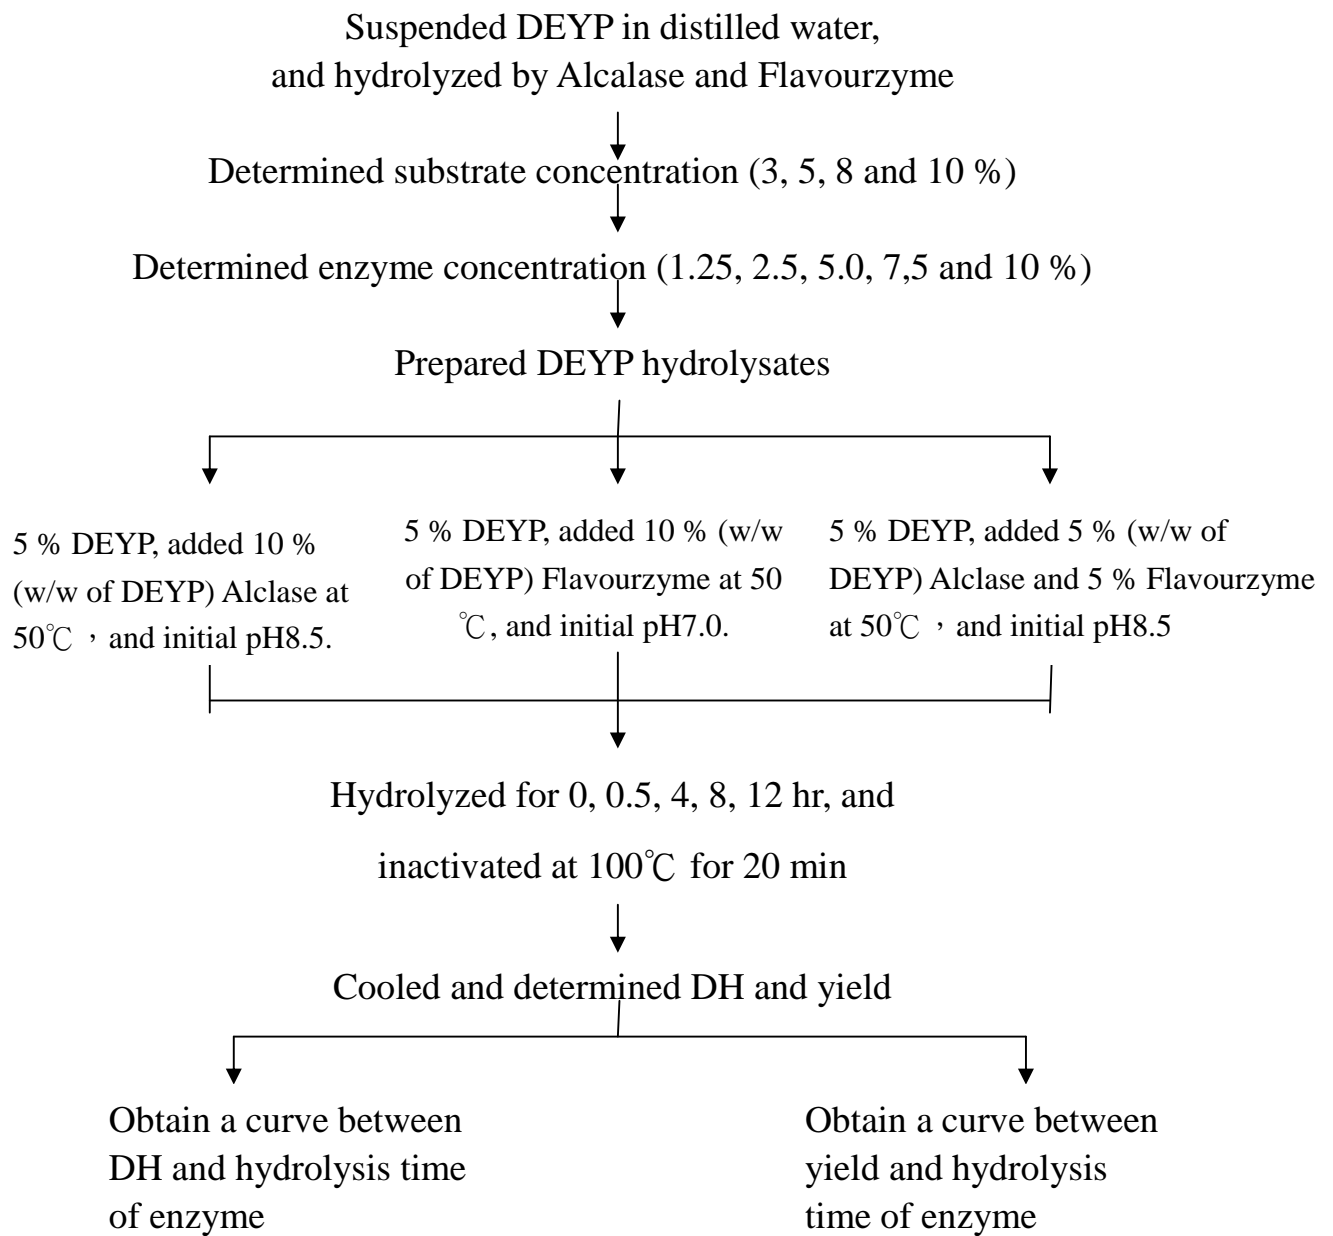 Suspended DEYP in distilled water,
and hydrolyzed by Alcalase and Flavourzyme
Determined substrate concentration (3, 5, 8 and 10 %)
Determined enzyme concentration (1.25, 2.5, 5.0, 7,5 and 10 %)
Prepared DEYP hydrolysates
5 % DEYP, added 10 %
(w/w of DEYP) Alclase at
50℃，and initial pH8.5.
5 % DEYP, added 10 % (w/w
of DEYP) Flavourzyme at 50
℃, and initial pH7.0.
5 % DEYP, added 5 % (w/w of
DEYP) Alclase and 5 % Flavourzyme
at 50℃，and initial pH8.5
Hydrolyzed for 0, 0.5, 4, 8, 12 hr, and
inactivated at 100℃ for 20 min
Cooled and determined DH and yield
Obtain a curve between
DH and hydrolysis time
of enzyme
Obtain a curve between
yield and hydrolysis
time of enzyme